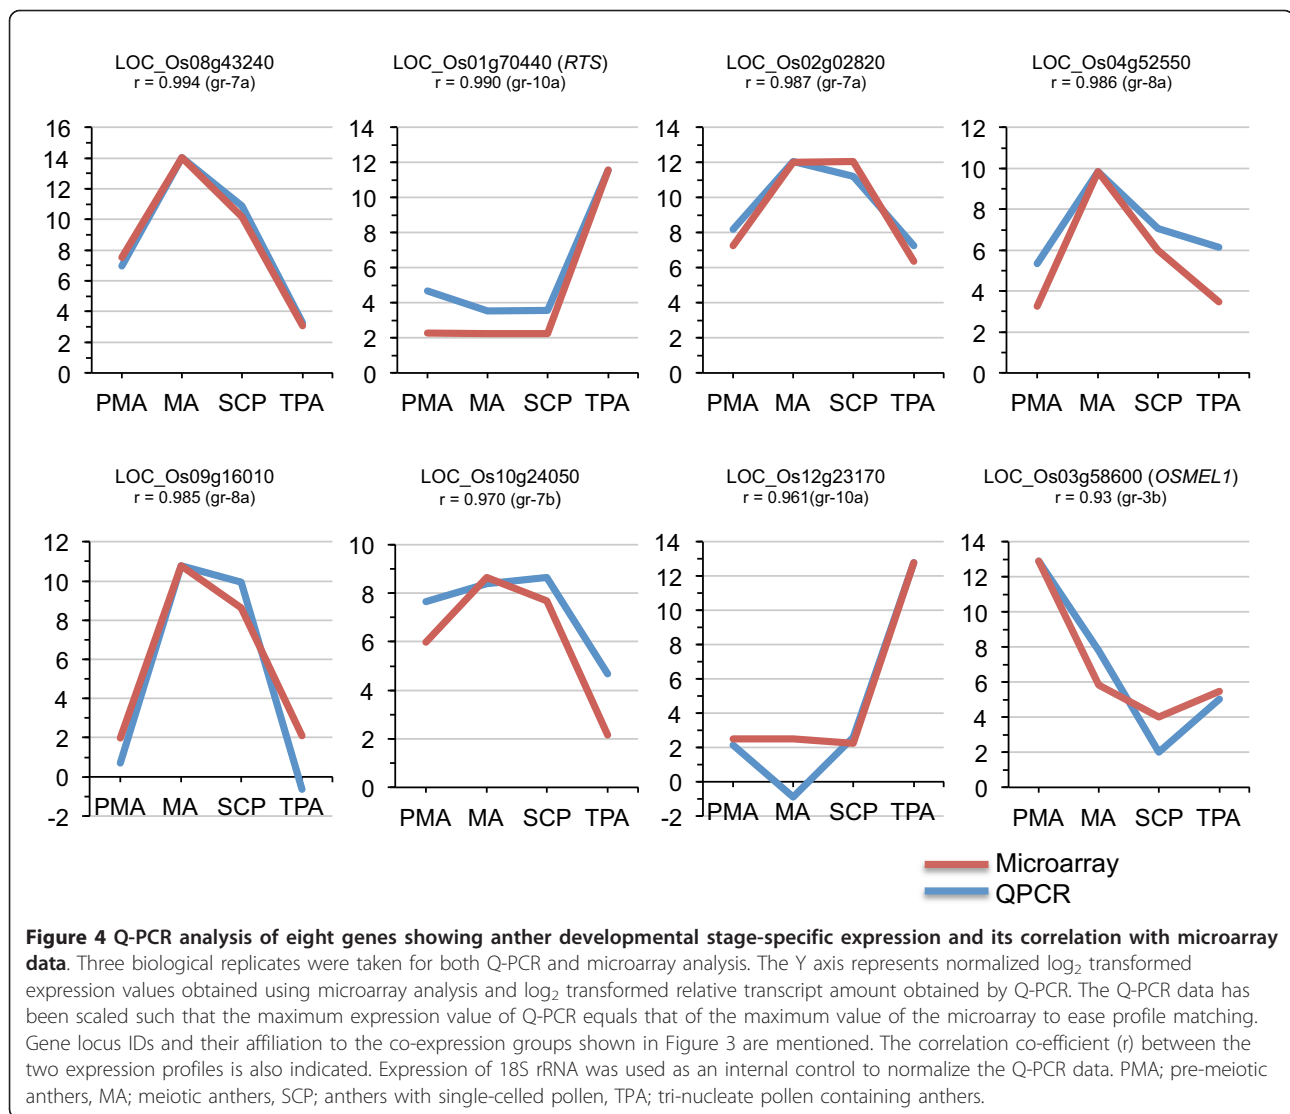 LOC_Os08g43240
r = 0.994 (gr-7a)
16
14
12
10
8
6
4
2
0
PMA MA SCP TPA
LOC_Os01g70440 (RTS)
r = 0.990 (gr-10a)
14
12
10
8
6
4
2
0
PMA MA SCP TPA
LOC_Os02g02820
r = 0.987 (gr-7a)
14
12
10
8
6
4
2
0
PMA MA SCP TPA
LOC_Os04g52550
r = 0.986 (gr-8a)
12
10
8
6
4
2
0
PMA MA SCP TPA
LOC_Os09g16010
r = 0.985 (gr-8a)
12
10
8
6
4
2
0
-2
PMA MA SCP TPA
LOC_Os10g24050
r = 0.970 (gr-7b)
10
8
6
4
2
0
PMA MA SCP TPA
LOC_Os12g23170
r = 0.961(gr-10a)
14
12
10
8
6
4
2
0
-2
PMA MA SCP TPA
LOC_Os03g58600 (OSMEL1)
r = 0.93 (gr-3b)
14
12
10
8
6
4
2
0
PMA MA SCP TPA
Microarray
QPCR
Figure 4 Q-PCR analysis of eight genes showing anther developmental stage-specific expression and its correlation with microarray
data. Three biological replicates were taken for both Q-PCR and microarray analysis. The Y axis represents normalized log₂ transformed
expression values obtained using microarray analysis and log₂ transformed relative transcript amount obtained by Q-PCR. The Q-PCR data has
been scaled such that the maximum expression value of Q-PCR equals that of the maximum value of the microarray to ease profile matching.
Gene locus IDs and their affiliation to the co-expression groups shown in Figure 3 are mentioned. The correlation co-efficient (r) between the
two expression profiles is also indicated. Expression of 18S rRNA was used as an internal control to normalize the Q-PCR data. PMA; pre-meiotic
anthers, MA; meiotic anthers, SCP; anthers with single-celled pollen, TPA; tri-nucleate pollen containing anthers.